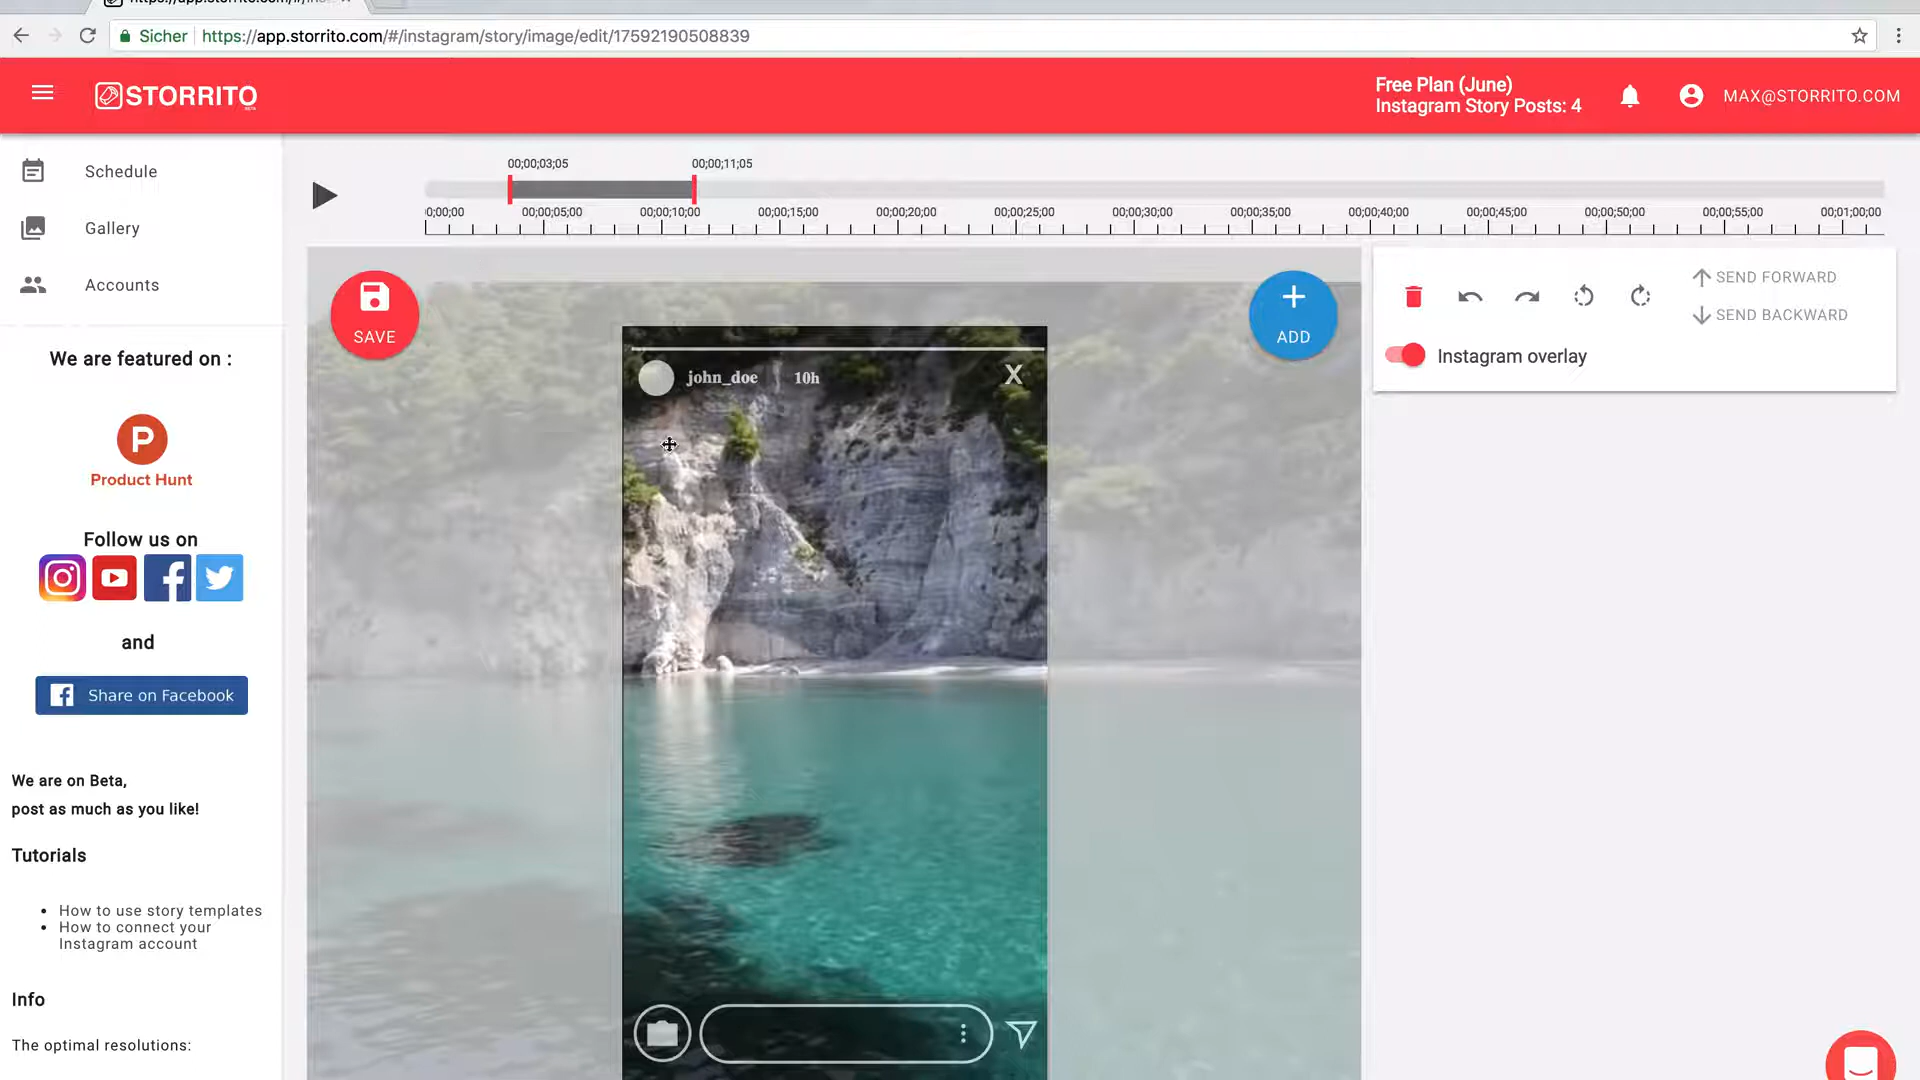 Sicher https://app.storrito.com/#/instagram/story/image/edit/17592190508839
STORRITO
Free Plan (June)
Instagram Story Posts: 4
MAX@STORRITO.COM
Schedule
Gallery
Accounts
We are featured on :
P
Product Hunt
Follow us on
and
Share on Facebook
We are on Beta,
post as much as you like!
Tutorials
• How to use story templates
• How to connect your
Instagram account
Info
The optimal resolutions:
00;00;03;05 00;00;11;05
0;00;00 00;00;05;00 00;00;10;00 00;00;15;00 00;00;20;00 00;00;25;00 00;00;30;00 00;00;35;00 00;00;40;00 00;00;45;00 00;00;50;00 00;00;55;00 00;01;00;00
SAVE
ADD
john_doe 10h X
SEND FORWARD
SEND BACKWARD
Instagram overlay